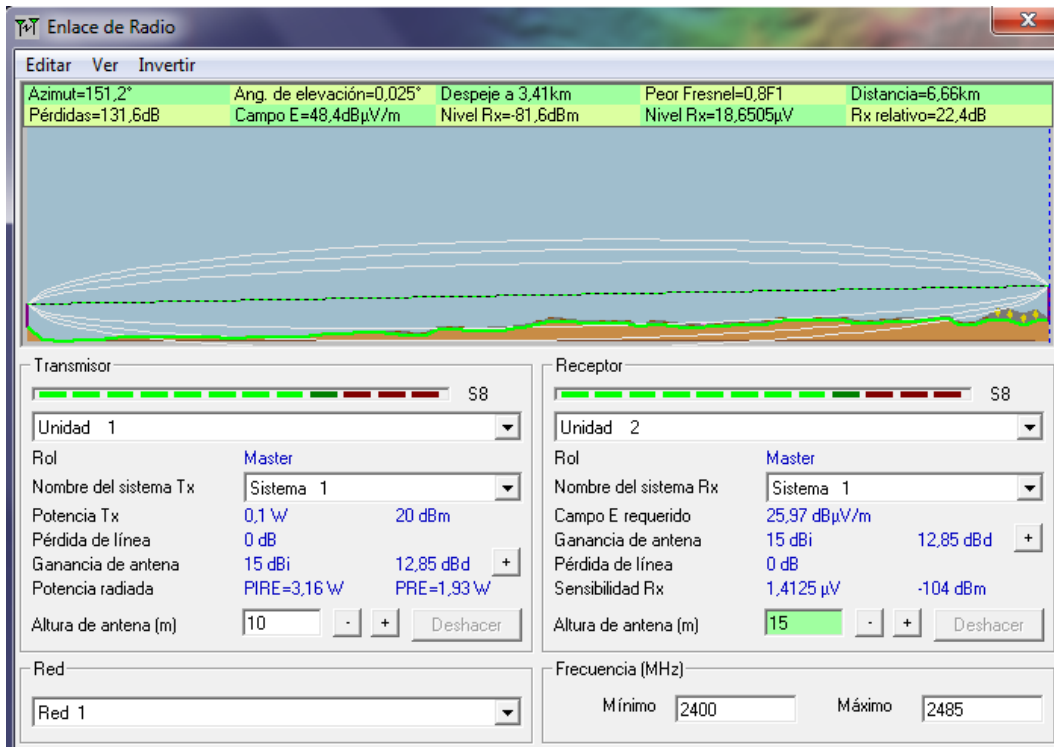 Enlace de Radio
Editar Ver Invertir
Azimut=151,2° Ang. de elevación=0,025° Despeje a 3,41km Peor Fresnel=0,8F1 Distancia=6,66km
Pérdidas=131,6dB Campo E=48,4dBµV/m Nivel Rx=-81,6dBm Nivel Rx=18,6505µV Rx relativo=22,4dB
Transmisor
S8
Unidad 1
Rol Master
Nombre del sistema Tx Sistema 1
Potencia Tx 0,1 W 20 dBm
Pérdida de línea 0 dB
Ganancia de antena 15 dBi 12,85 dBd +
Potencia radiada PIRE=3,16 W PRE=1,93 W
Altura de antena (m) 10 - + Deshacer
Receptor
S8
Unidad 2
Rol Master
Nombre del sistema Rx Sistema 1
Campo E requerido 25,97 dBµV/m
Ganancia de antena 15 dBi 12,85 dBd +
Pérdida de línea 0 dB
Sensibilidad Rx 1,4125 µV -104 dBm
Altura de antena (m) 15 - + Deshacer
Red
Red 1
Frecuencia (MHz)
Mínimo 2400 Máximo 2485